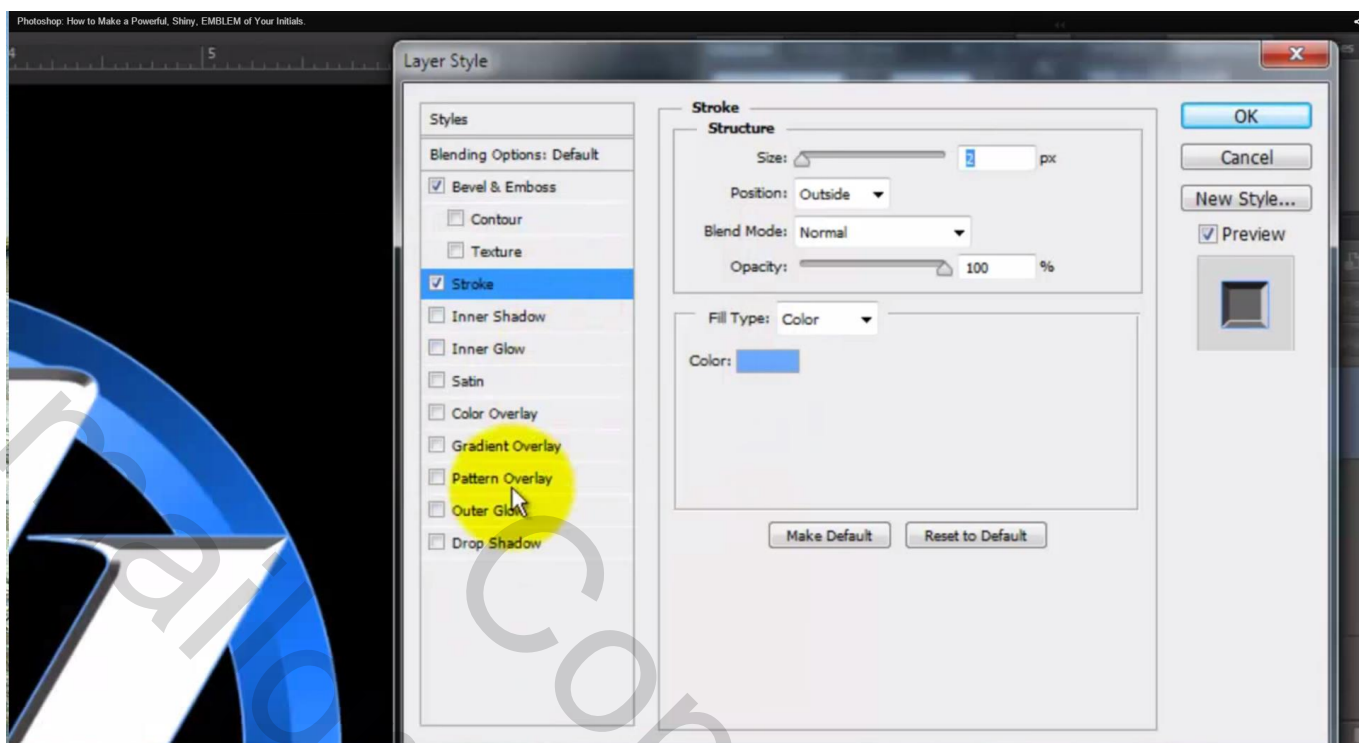 Photoshop: How to Make a Powerful, Shiny, EMBLEM of Your Initials.
4
5
Layer Style
Styles
Blending Options: Default
Bevel & Emboss
Contour
Texture
Stroke
Inner Shadow
Inner Glow
Satin
Color Overlay
Gradient Overlay
Pattern Overlay
Outer Glow
Drop Shadow
Stroke
Structure
Size: 2 px
Position: Outside
Blend Mode: Normal
Opacity: 100 %
Fill Type: Color
Color:
Make Default Reset to Default
OK
Cancel
New Style...
Preview